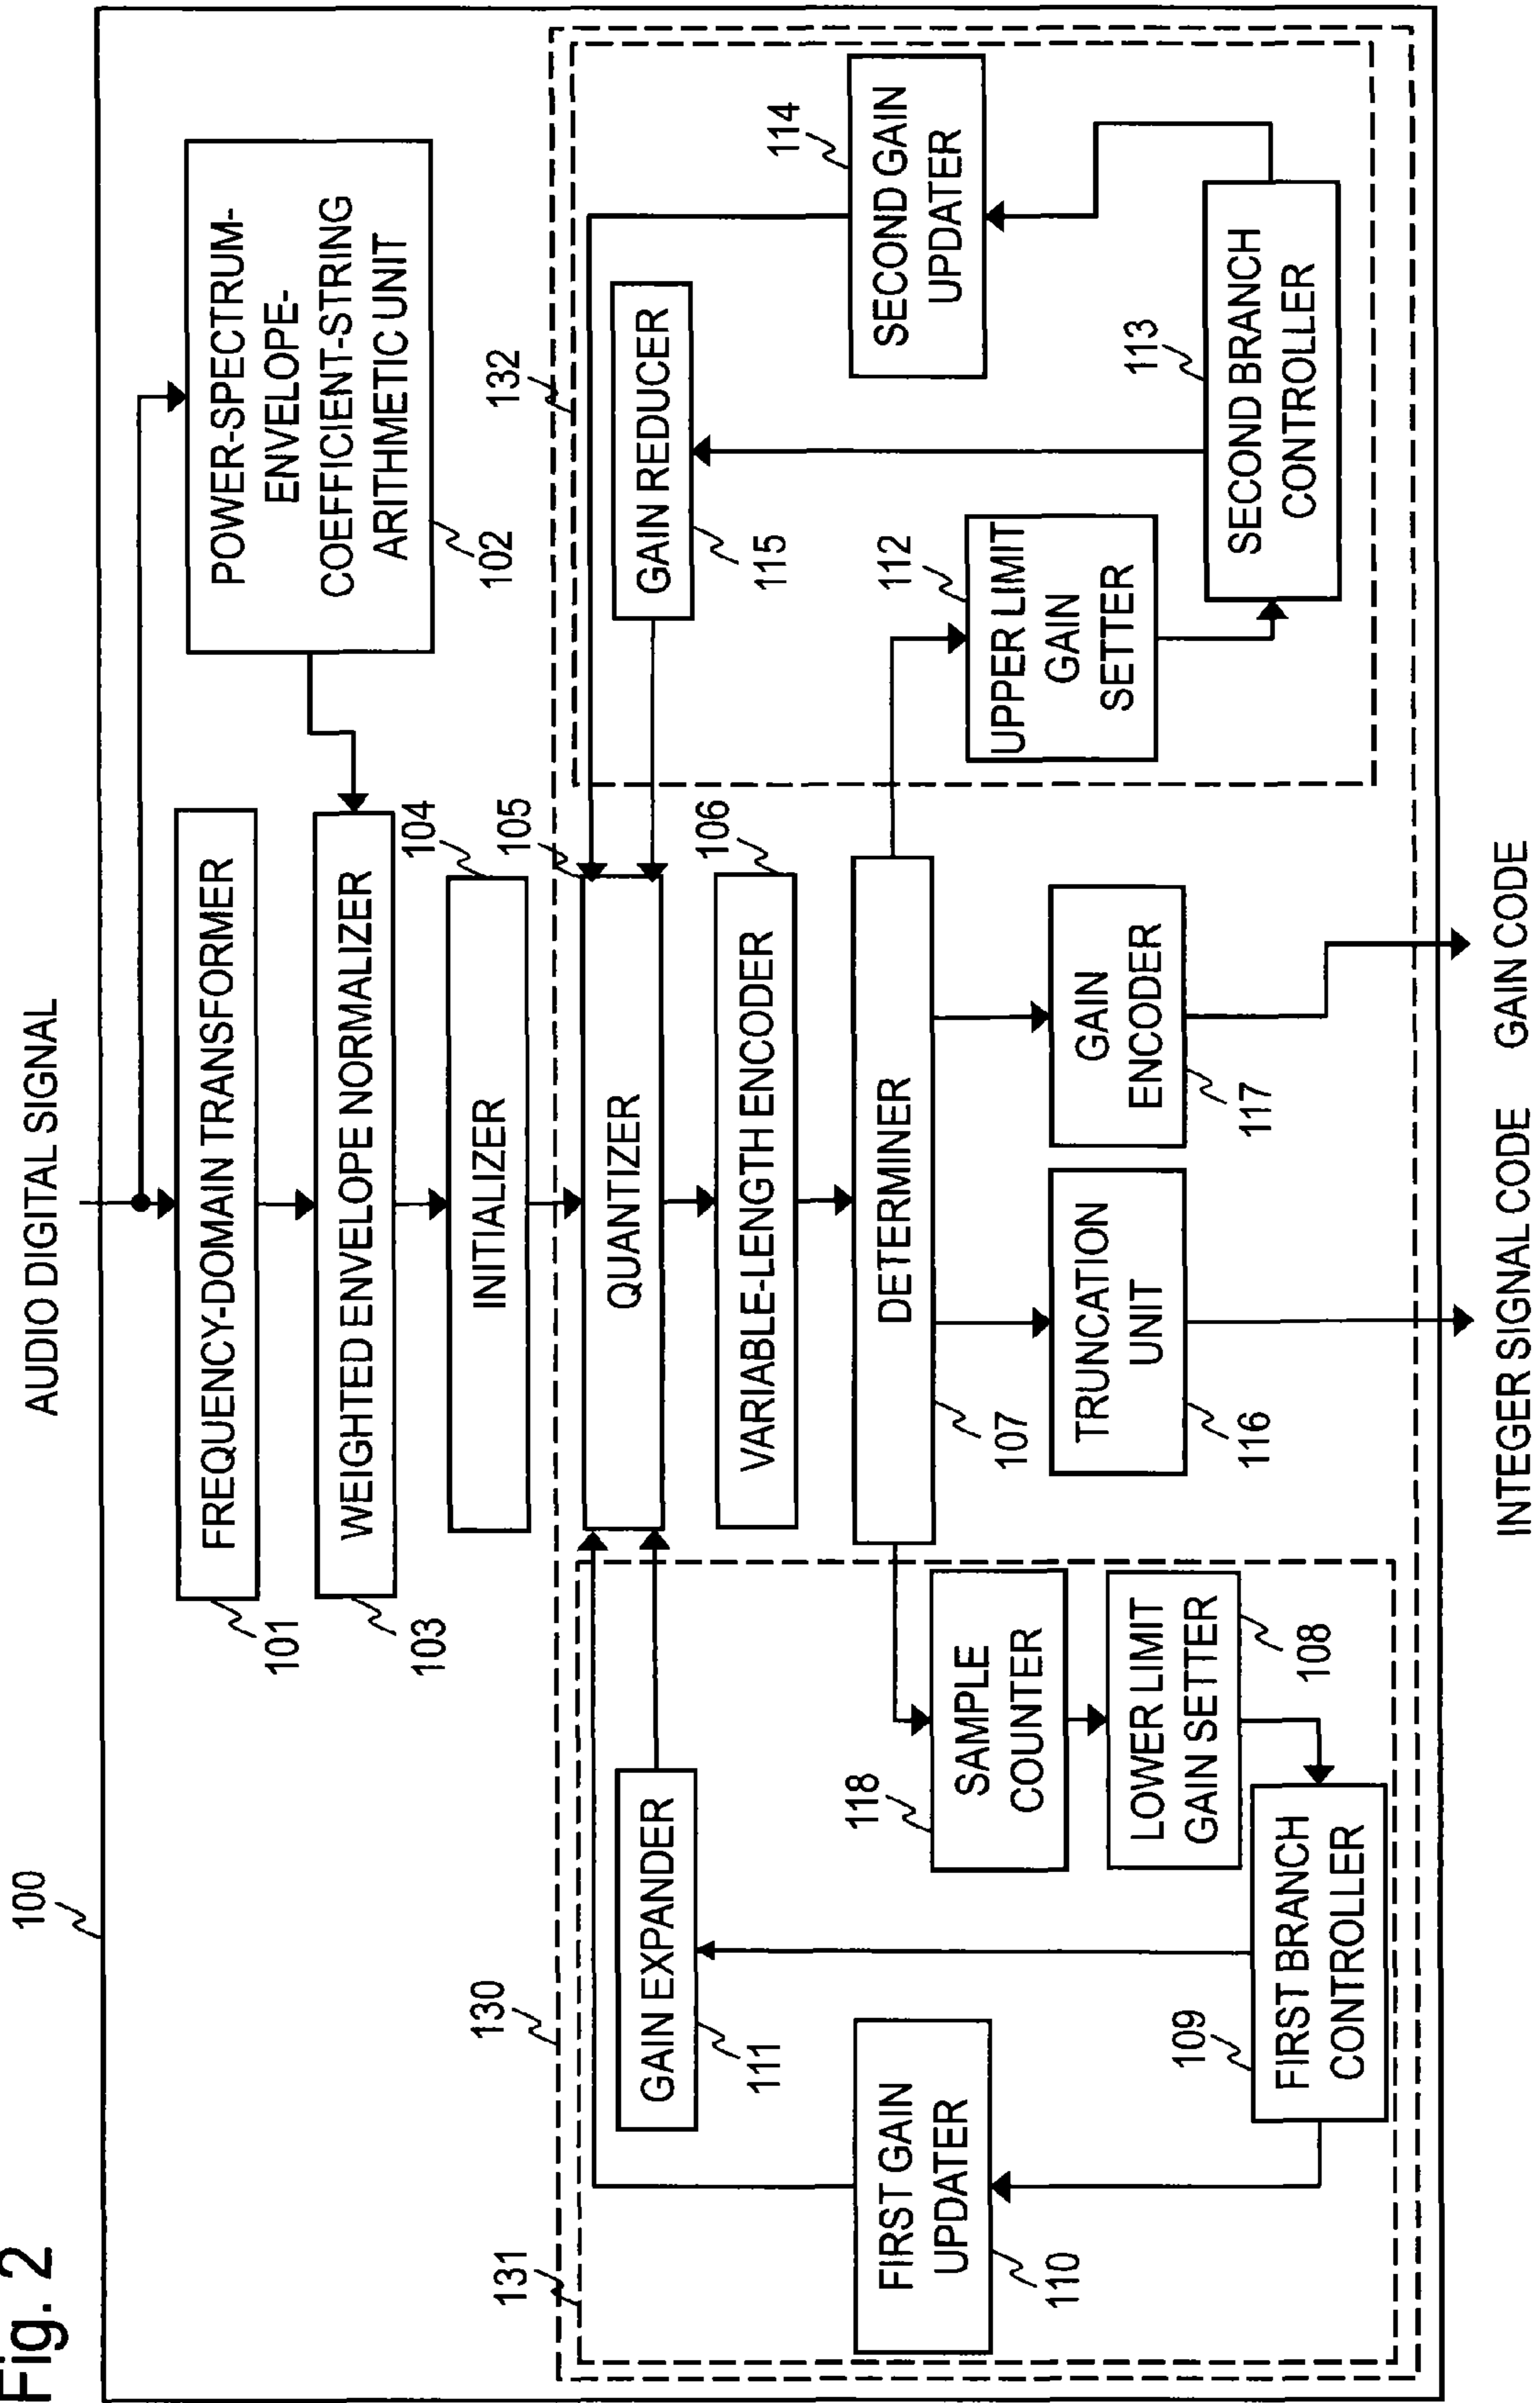 Fig. 2
100
AUDIO DIGITAL SIGNAL
FREQUENCY-DOMAIN TRANSFORMER
101
POWER-SPECTRUM-
ENVELOPE-
COEFFICIENT-STRING
ARITHMETIC UNIT
102
WEIGHTED ENVELOPE NORMALIZER
103
INITIALIZER
104
130
131
132
QUANTIZER
105
GAIN EXPANDER
111
GAIN REDUCER
115
VARIABLE-LENGTH ENCODER
106
FIRST GAIN
UPDATER
110
SECOND GAIN
UPDATER
114
DETERMINER
107
SAMPLE
COUNTER
118
UPPER LIMIT
GAIN
SETTER
112
LOWER LIMIT
GAIN SETTER
108
TRUNCATION
UNIT
116
GAIN
ENCODER
117
FIRST BRANCH
CONTROLLER
109
SECOND BRANCH
CONTROLLER
113
INTEGER SIGNAL CODE
GAIN CODE